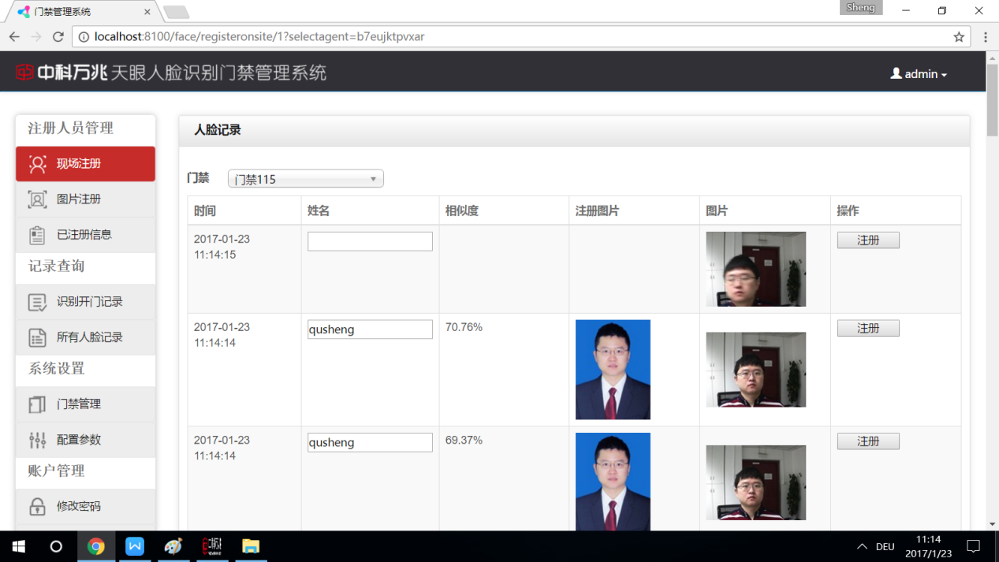 门禁管理系统
Sheng
localhost:8100/face/registeronsite/1?selectagent=b7eujktpvxar
中科万兆 天眼人脸识别门禁管理系统
admin
注册人员管理
现场注册
图片注册
已注册信息
记录查询
识别开门记录
所有人脸记录
系统设置
门禁管理
配置参数
账户管理
修改密码
人脸记录
门禁 门禁115
时间 姓名 相似度 注册图片 图片 操作
2017-01-23 注册
11:14:15
2017-01-23 qusheng 70.76% 注册
11:14:14
2017-01-23 qusheng 69.37% 注册
11:14:14
DEU
11:14
2017/1/23